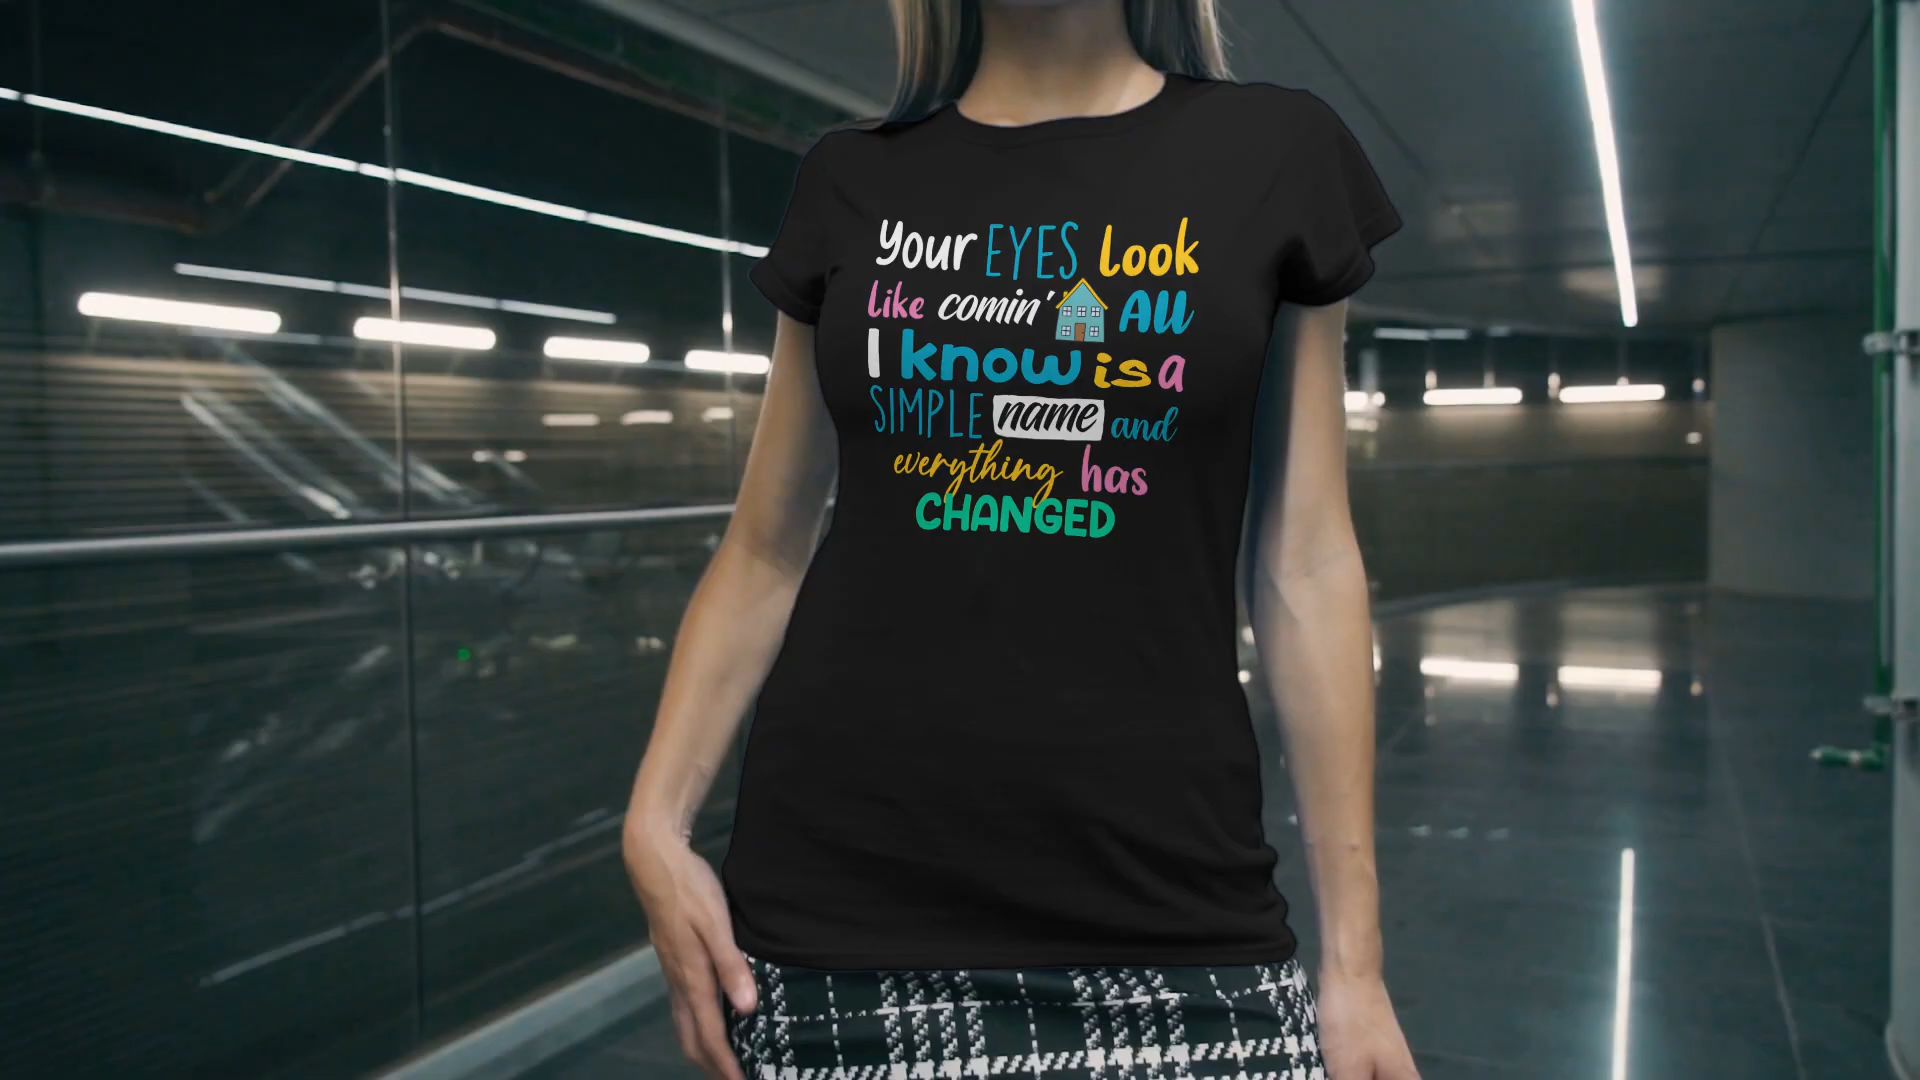 Your EYES Look
like comin' All
I know is a
SIMPLE name and
everything has
CHANGED